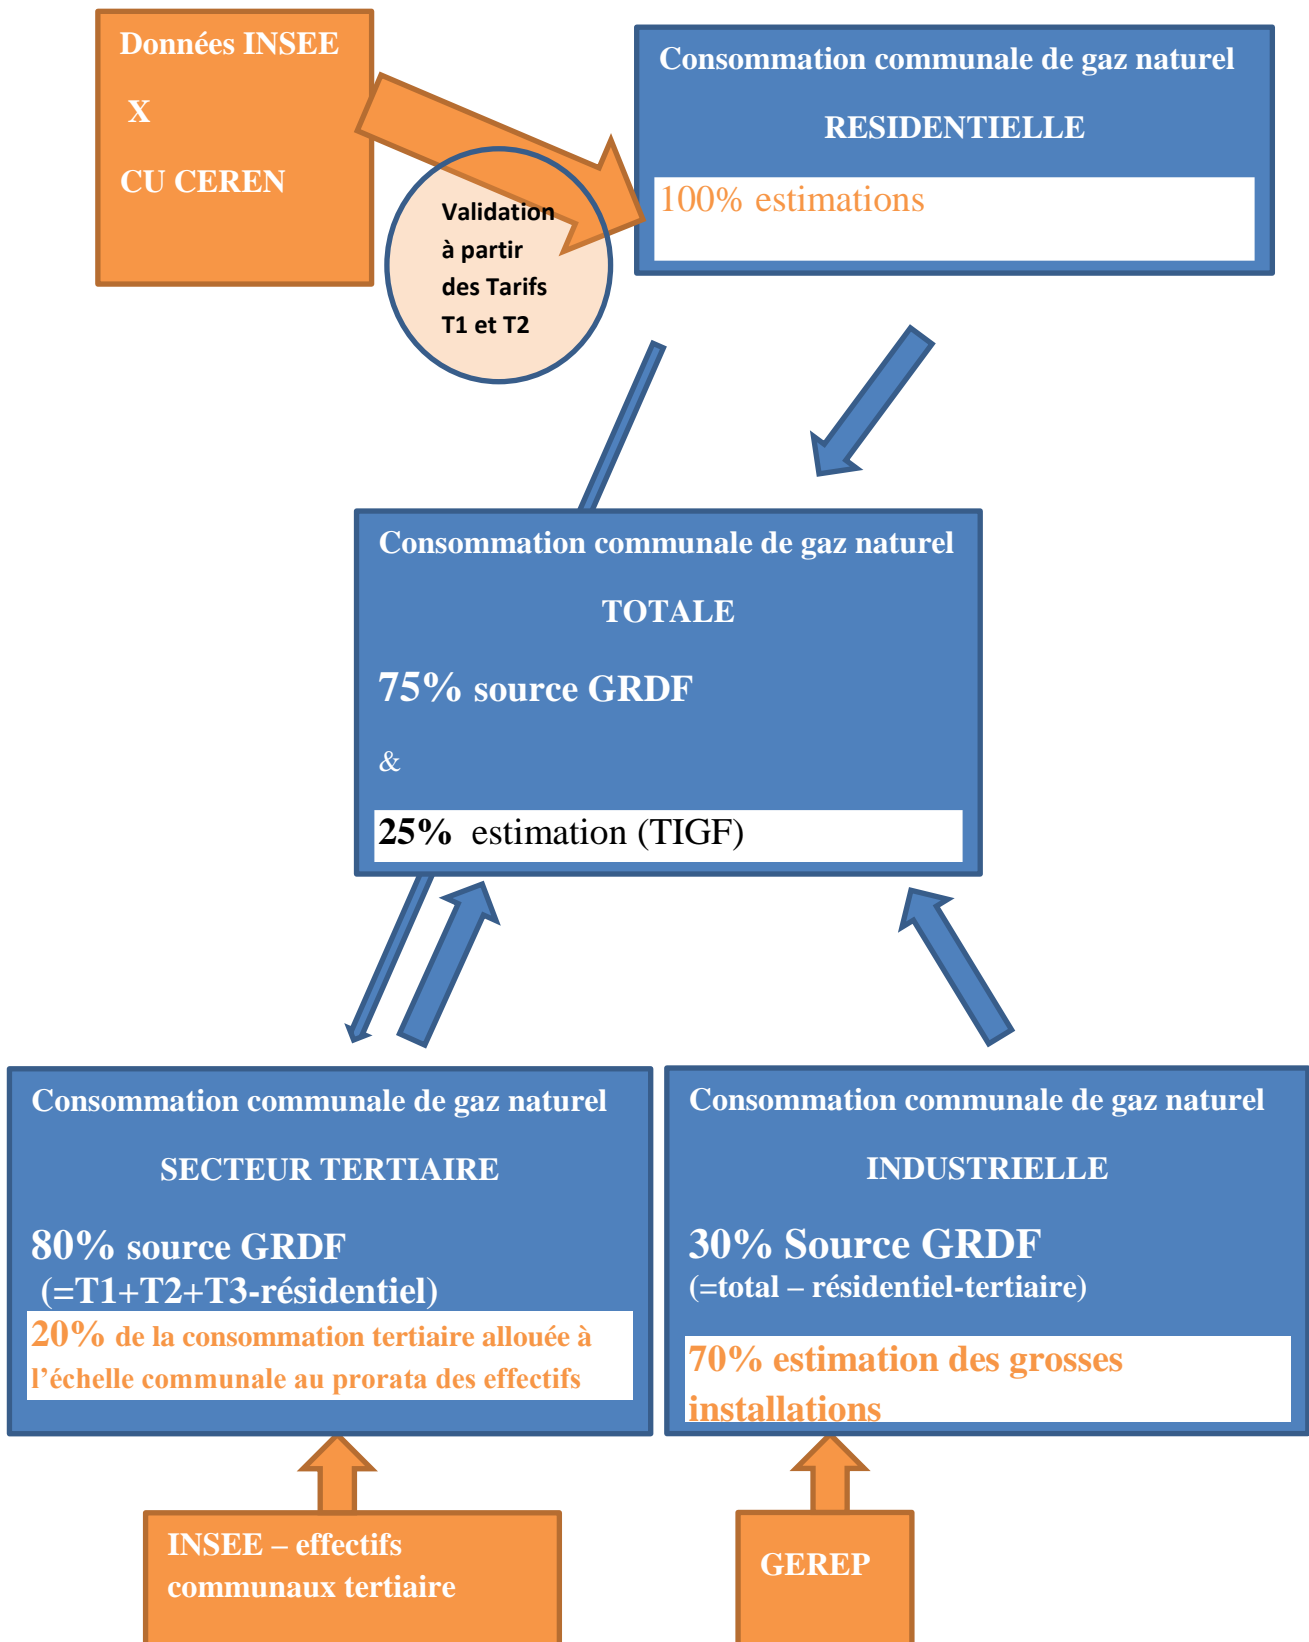 Données INSEE
X
CU CEREN
Consommation communale de gaz naturel
RESIDENTIELLE
100% estimations
Validation
à partir
des Tarifs
T1 et T2
Consommation communale de gaz naturel
TOTALE
75% source GRDF
&
25% estimation (TIGF)
Consommation communale de gaz naturel
SECTEUR TERTIAIRE
80% source GRDF
(=T1+T2+T3-résidentiel)
20% de la consommation tertiaire allouée à
l’échelle communale au prorata des effectifs
Consommation communale de gaz naturel
INDUSTRIELLE
30% Source GRDF
(=total – résidentiel-tertiaire)
70% estimation des grosses
installations
INSEE – effectifs
communaux tertiaire
GEREP